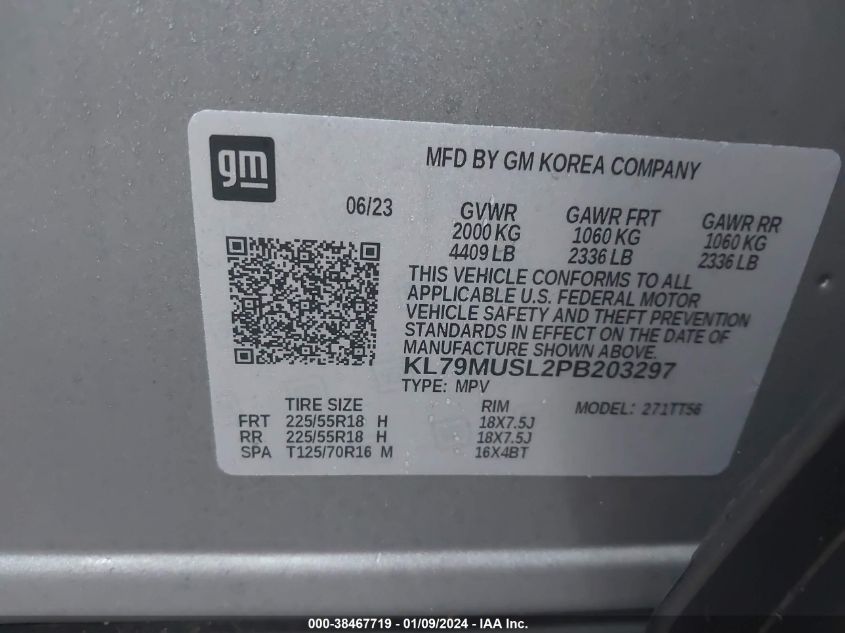 gm
MFD BY GM KOREA COMPANY
06/23
GVWR GAWR FRT GAWR RR
2000 KG 1060 KG 1060 KG
4409 LB 2336 LB 2336 LB
THIS VEHICLE CONFORMS TO ALL
APPLICABLE U.S. FEDERAL MOTOR
VEHICLE SAFETY AND THEFT PREVENTION
STANDARDS IN EFFECT ON THE DATE OF
MANUFACTURE SHOWN ABOVE.
KL79MUSL2PB203297
TYPE: MPV
TIRE SIZE RIM MODEL: 271TT56
FRT 225/55R18 H 18X7.5J
RR 225/55R18 H 18X7.5J
SPA T125/70R16 M 16X4BT
000-38467719 - 01/09/2024 - IAA Inc.